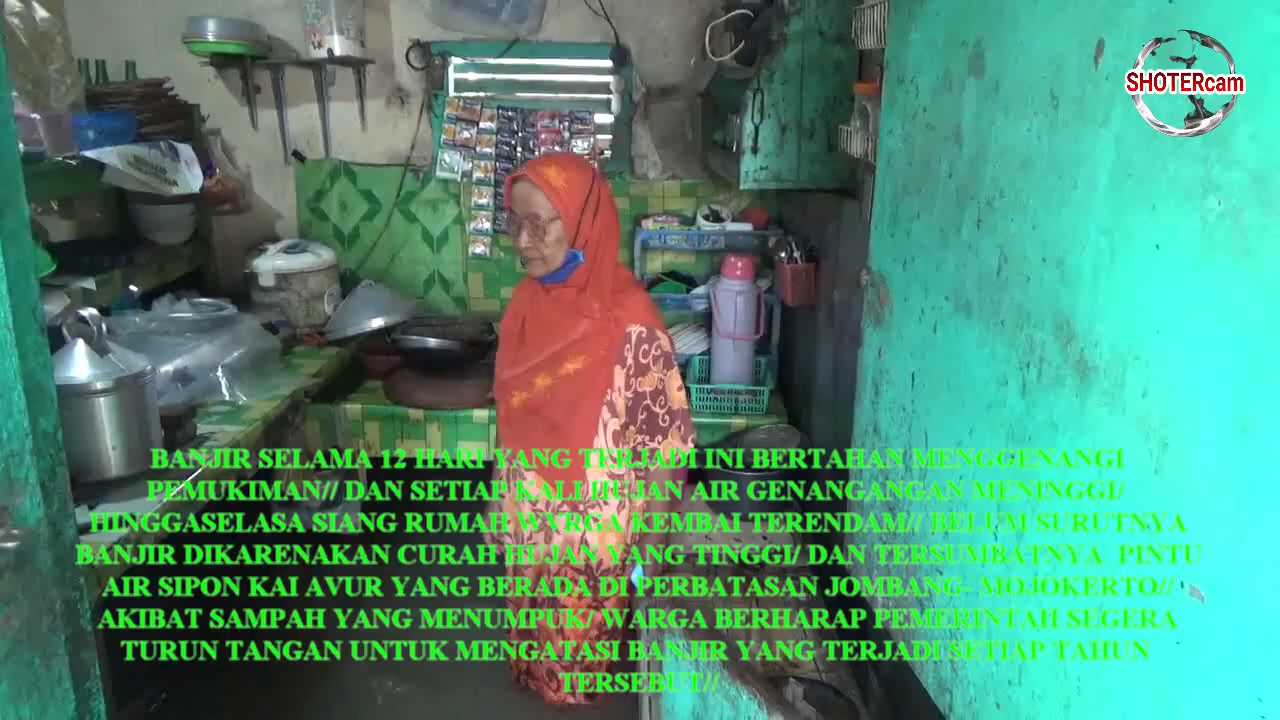 SHOTERcam
BANJIR SELAMA 12 HARI YANG TERJADI INI BERTAHAN MENGGENANGI
PEMUKIMAN// DAN SETIAP KALI HUJAN AIR GENANGANGAN MENINGGI/
HINGGASELASA SIANG RUMAH WARGA KEMBAI TERENDAM// BELUM SURUTNYA
BANJIR DIKARENAKAN CURAH HUJAN YANG TINGGI/ DAN TERSUMBATNYA PINTU
AIR SIPON KAI AVUR YANG BERADA DI PERBATASAN JOMBANG- MOJOKERTO//
AKIBAT SAMPAH YANG MENUMPUK/ WARGA BERHARAP PEMERINTAH SEGERA
TURUN TANGAN UNTUK MENGATASI BANJIR YANG TERJADI SETIAP TAHUN
TERSEBUT//